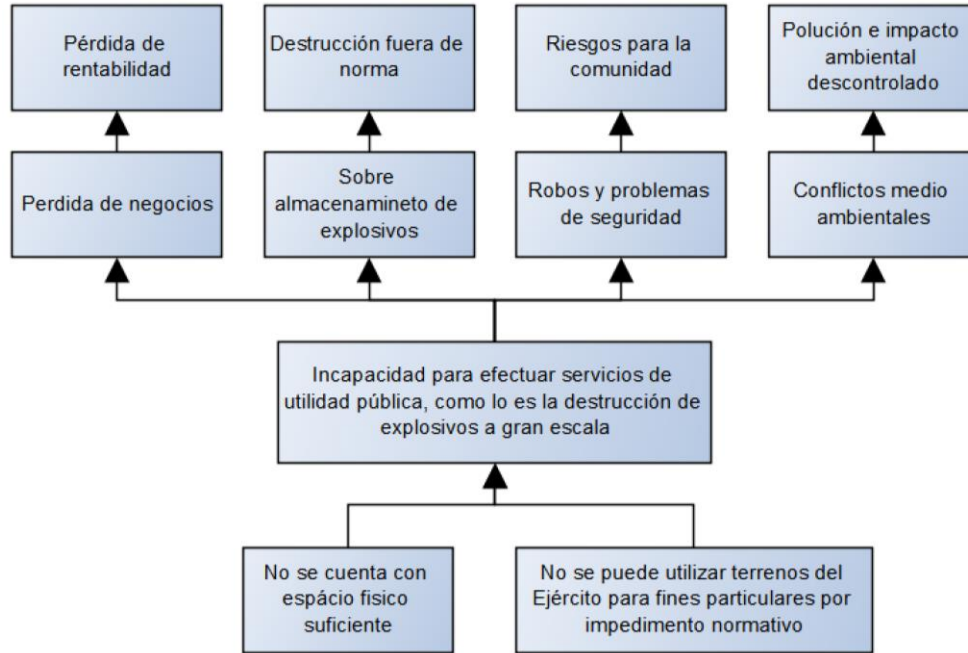 Pérdida de
rentabilidad
Destrucción fuera de
norma
Riesgos para la
comunidad
Polución e impacto
ambiental
descontrolado
Perdida de negocios
Sobre
almacenamineto de
explosivos
Robos y problemas
de seguridad
Conflictos medio
ambientales
Incapacidad para efectuar servicios de
utilidad pública, como lo es la destrucción de
explosivos a gran escala
No se cuenta con
espácio fisico
suficiente
No se puede utilizar terrenos del
Ejército para fines particulares por
impedimento normativo